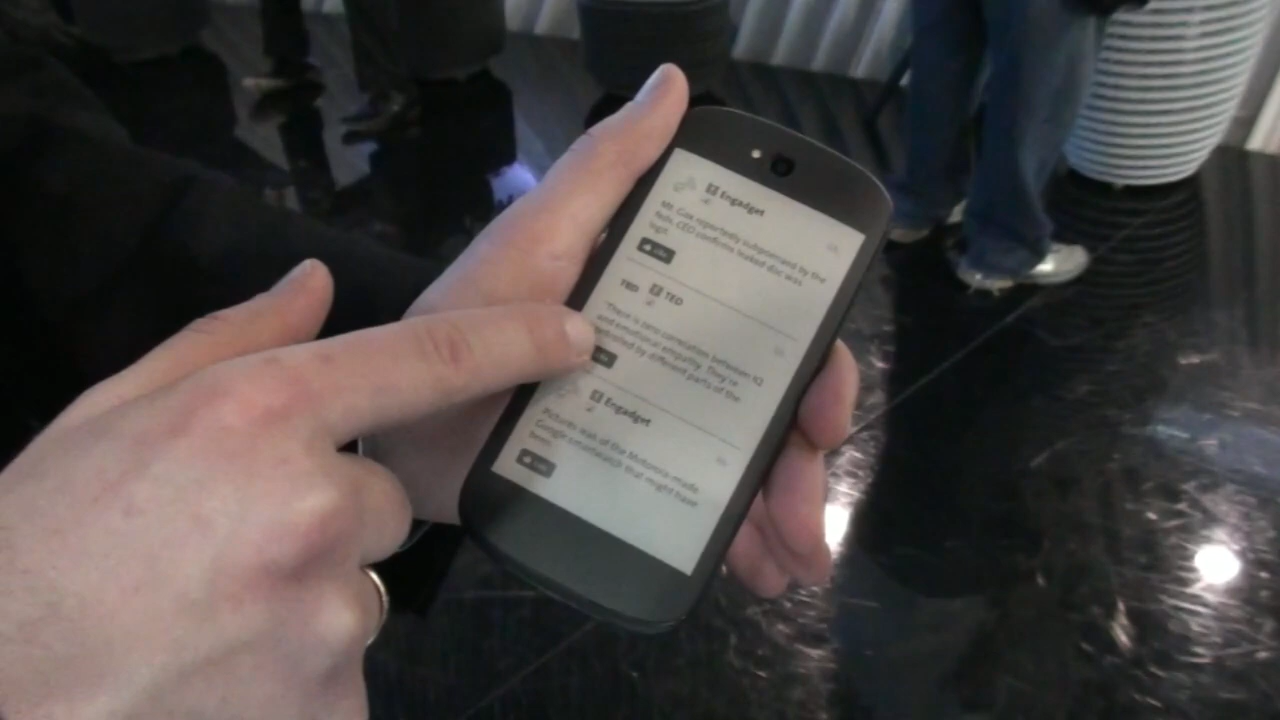 Engadget
Mt. Gox reportedly subpoenaed by the
feds, CEO confirms leaked doc was
legit
Like
TED
TED
"There is zero correlation between IQ
and emotional empathy. They're
controlled by different parts of the
Engadget
Pictures leak of the Motorola-made
Google smartwatch that might have
been